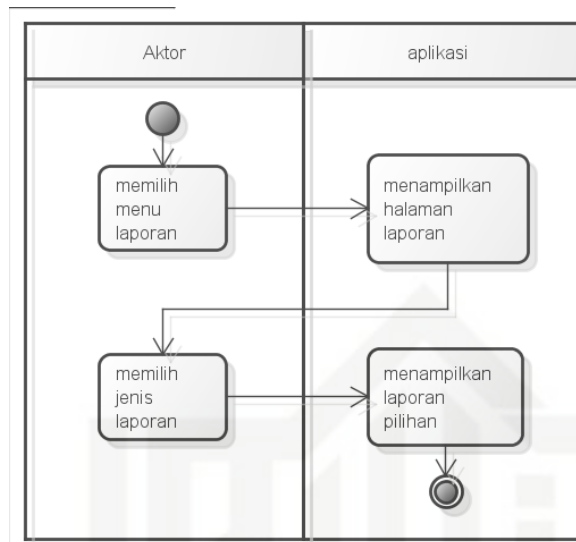 Aktor
aplikasi
memilih
menu
laporan
menampilkan
halaman
laporan
memilih
jenis
laporan
menampilkan
laporan
pilihan